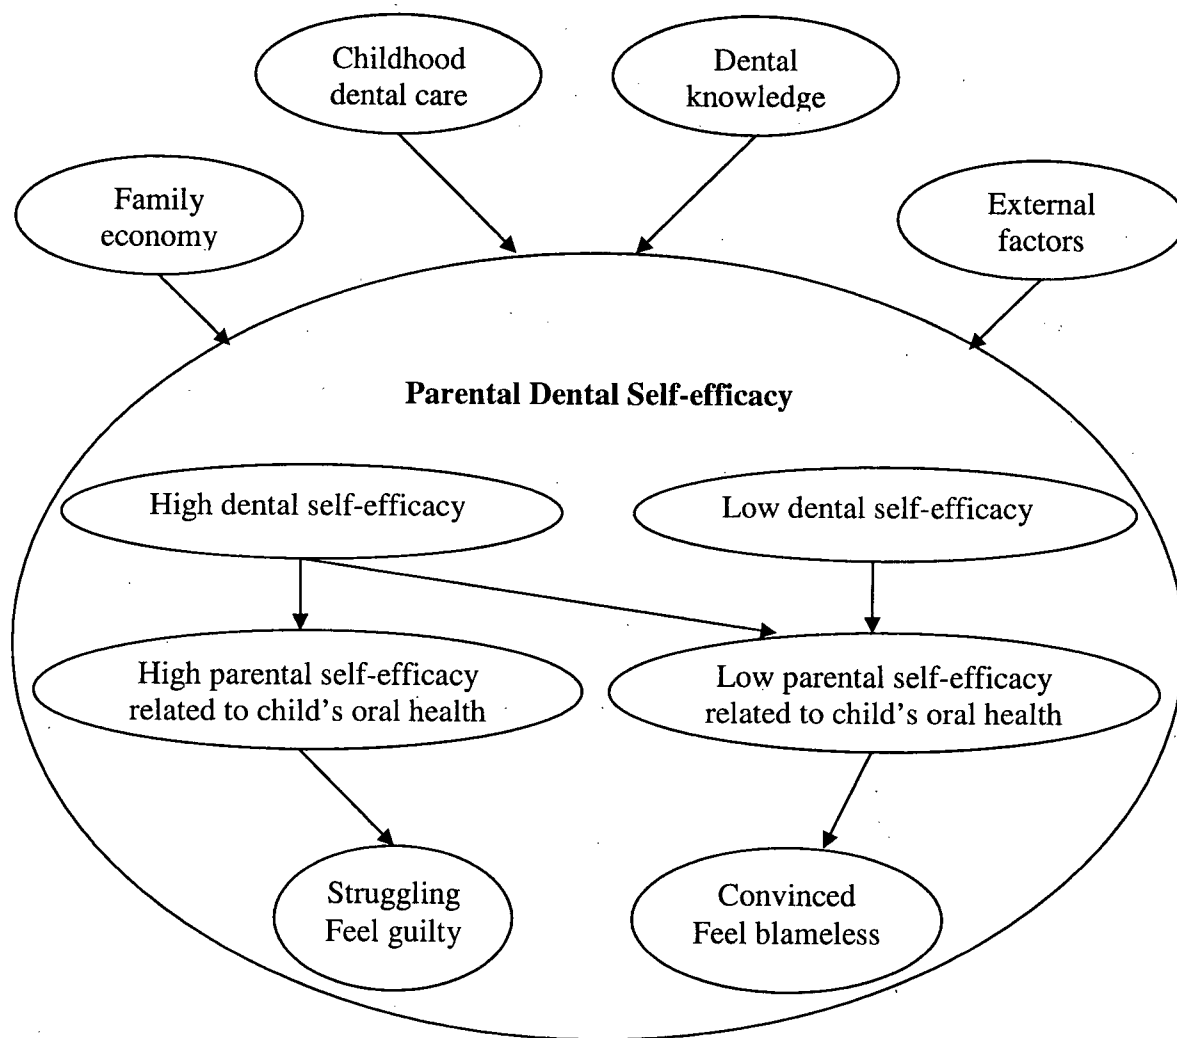 Childhood
dental care
Dental
knowledge
Family
economy
External
factors
Parental Dental Self-efficacy
High dental self-efficacy
Low dental self-efficacy
High parental self-efficacy
related to child's oral health
Low parental self-efficacy
related to child's oral health
Struggling
Feel guilty
Convinced
Feel blameless